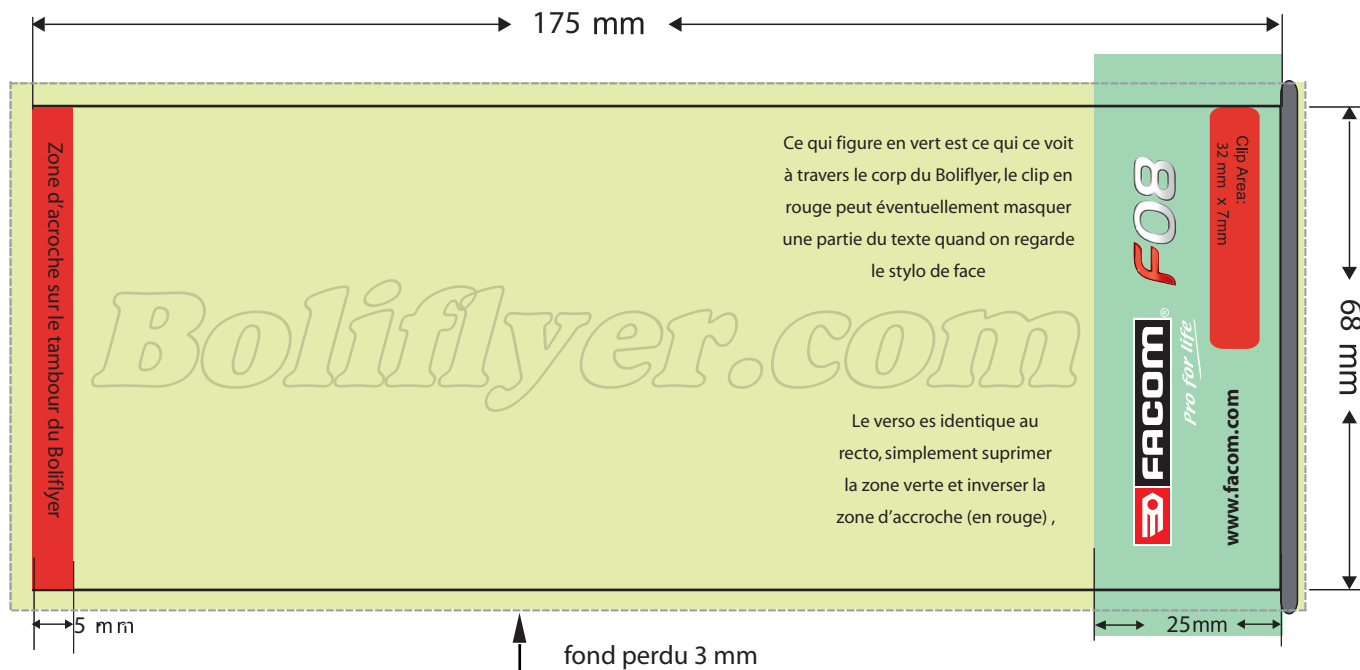 175 mm
Zone d'acroche sur le tambour du Boliflyer
Ce qui figure en vert est ce qui ce voit
à travers le corp du Boliflyer, le clip en
rouge peut éventuellement masquer
une partie du texte quand on regarde
le stylo de face
Boliflyer.com
Le verso es identique au
recto, simplement suprimer
la zone verte et inverser la
zone d'accroche (en rouge) ,
F08
FACOM®
Pro for life
Clip Area:
32 mm x 7mm
www.facom.com
68 mm
5 mm
25mm
fond perdu 3 mm